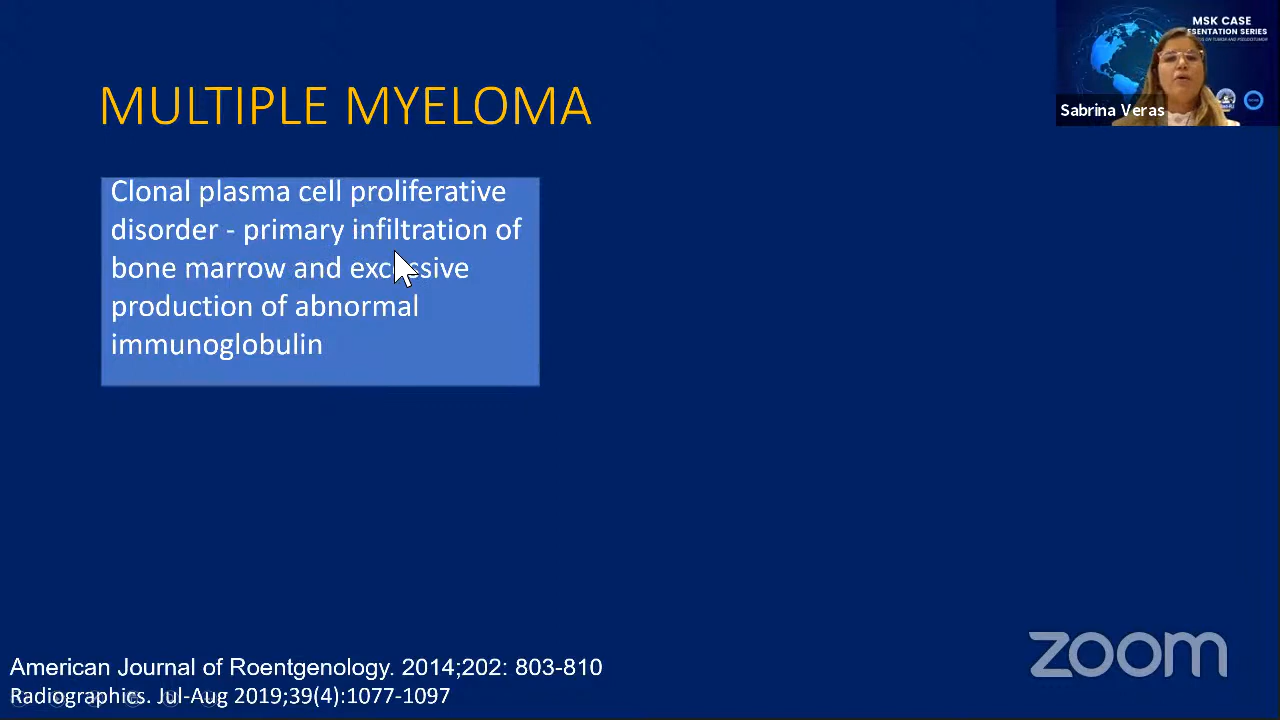 MULTIPLE MYELOMA
MSK CASE
ESENTATION SERIES
Sabrina Veras
Clonal plasma cell proliferative
disorder - primary infiltration of
bone marrow and excessive
production of abnormal
immunoglobulin
zoom
American Journal of Roentgenology. 2014;202: 803-810
Radiographics. Jul-Aug 2019;39(4):1077-1097